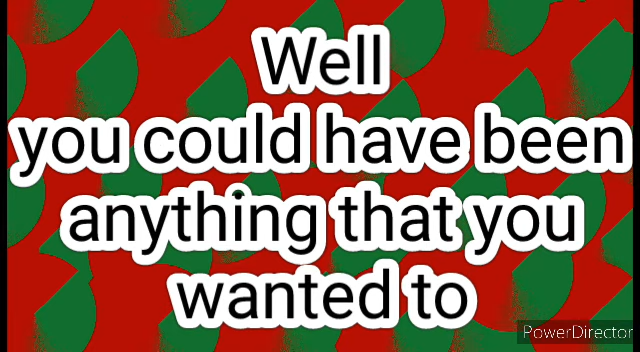 Well
you could have been
anything that you
wanted to
PowerDirector